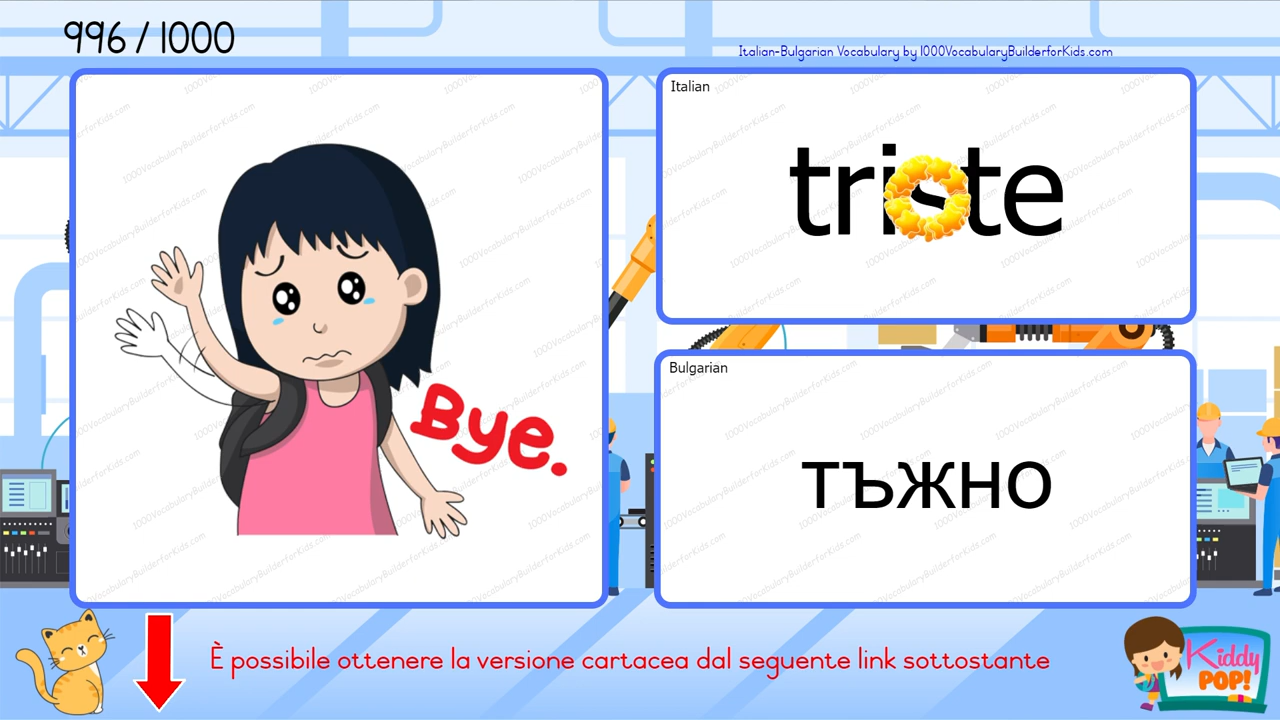 996 / 1000
Italian-Bulgarian Vocabulary by 1000VocabularyBuilderforKids.com
Italian
triste
Bye.
Bulgarian
тъжно
È possibile ottenere la versione cartacea dal seguente link sottostante
Kiddy
POP!